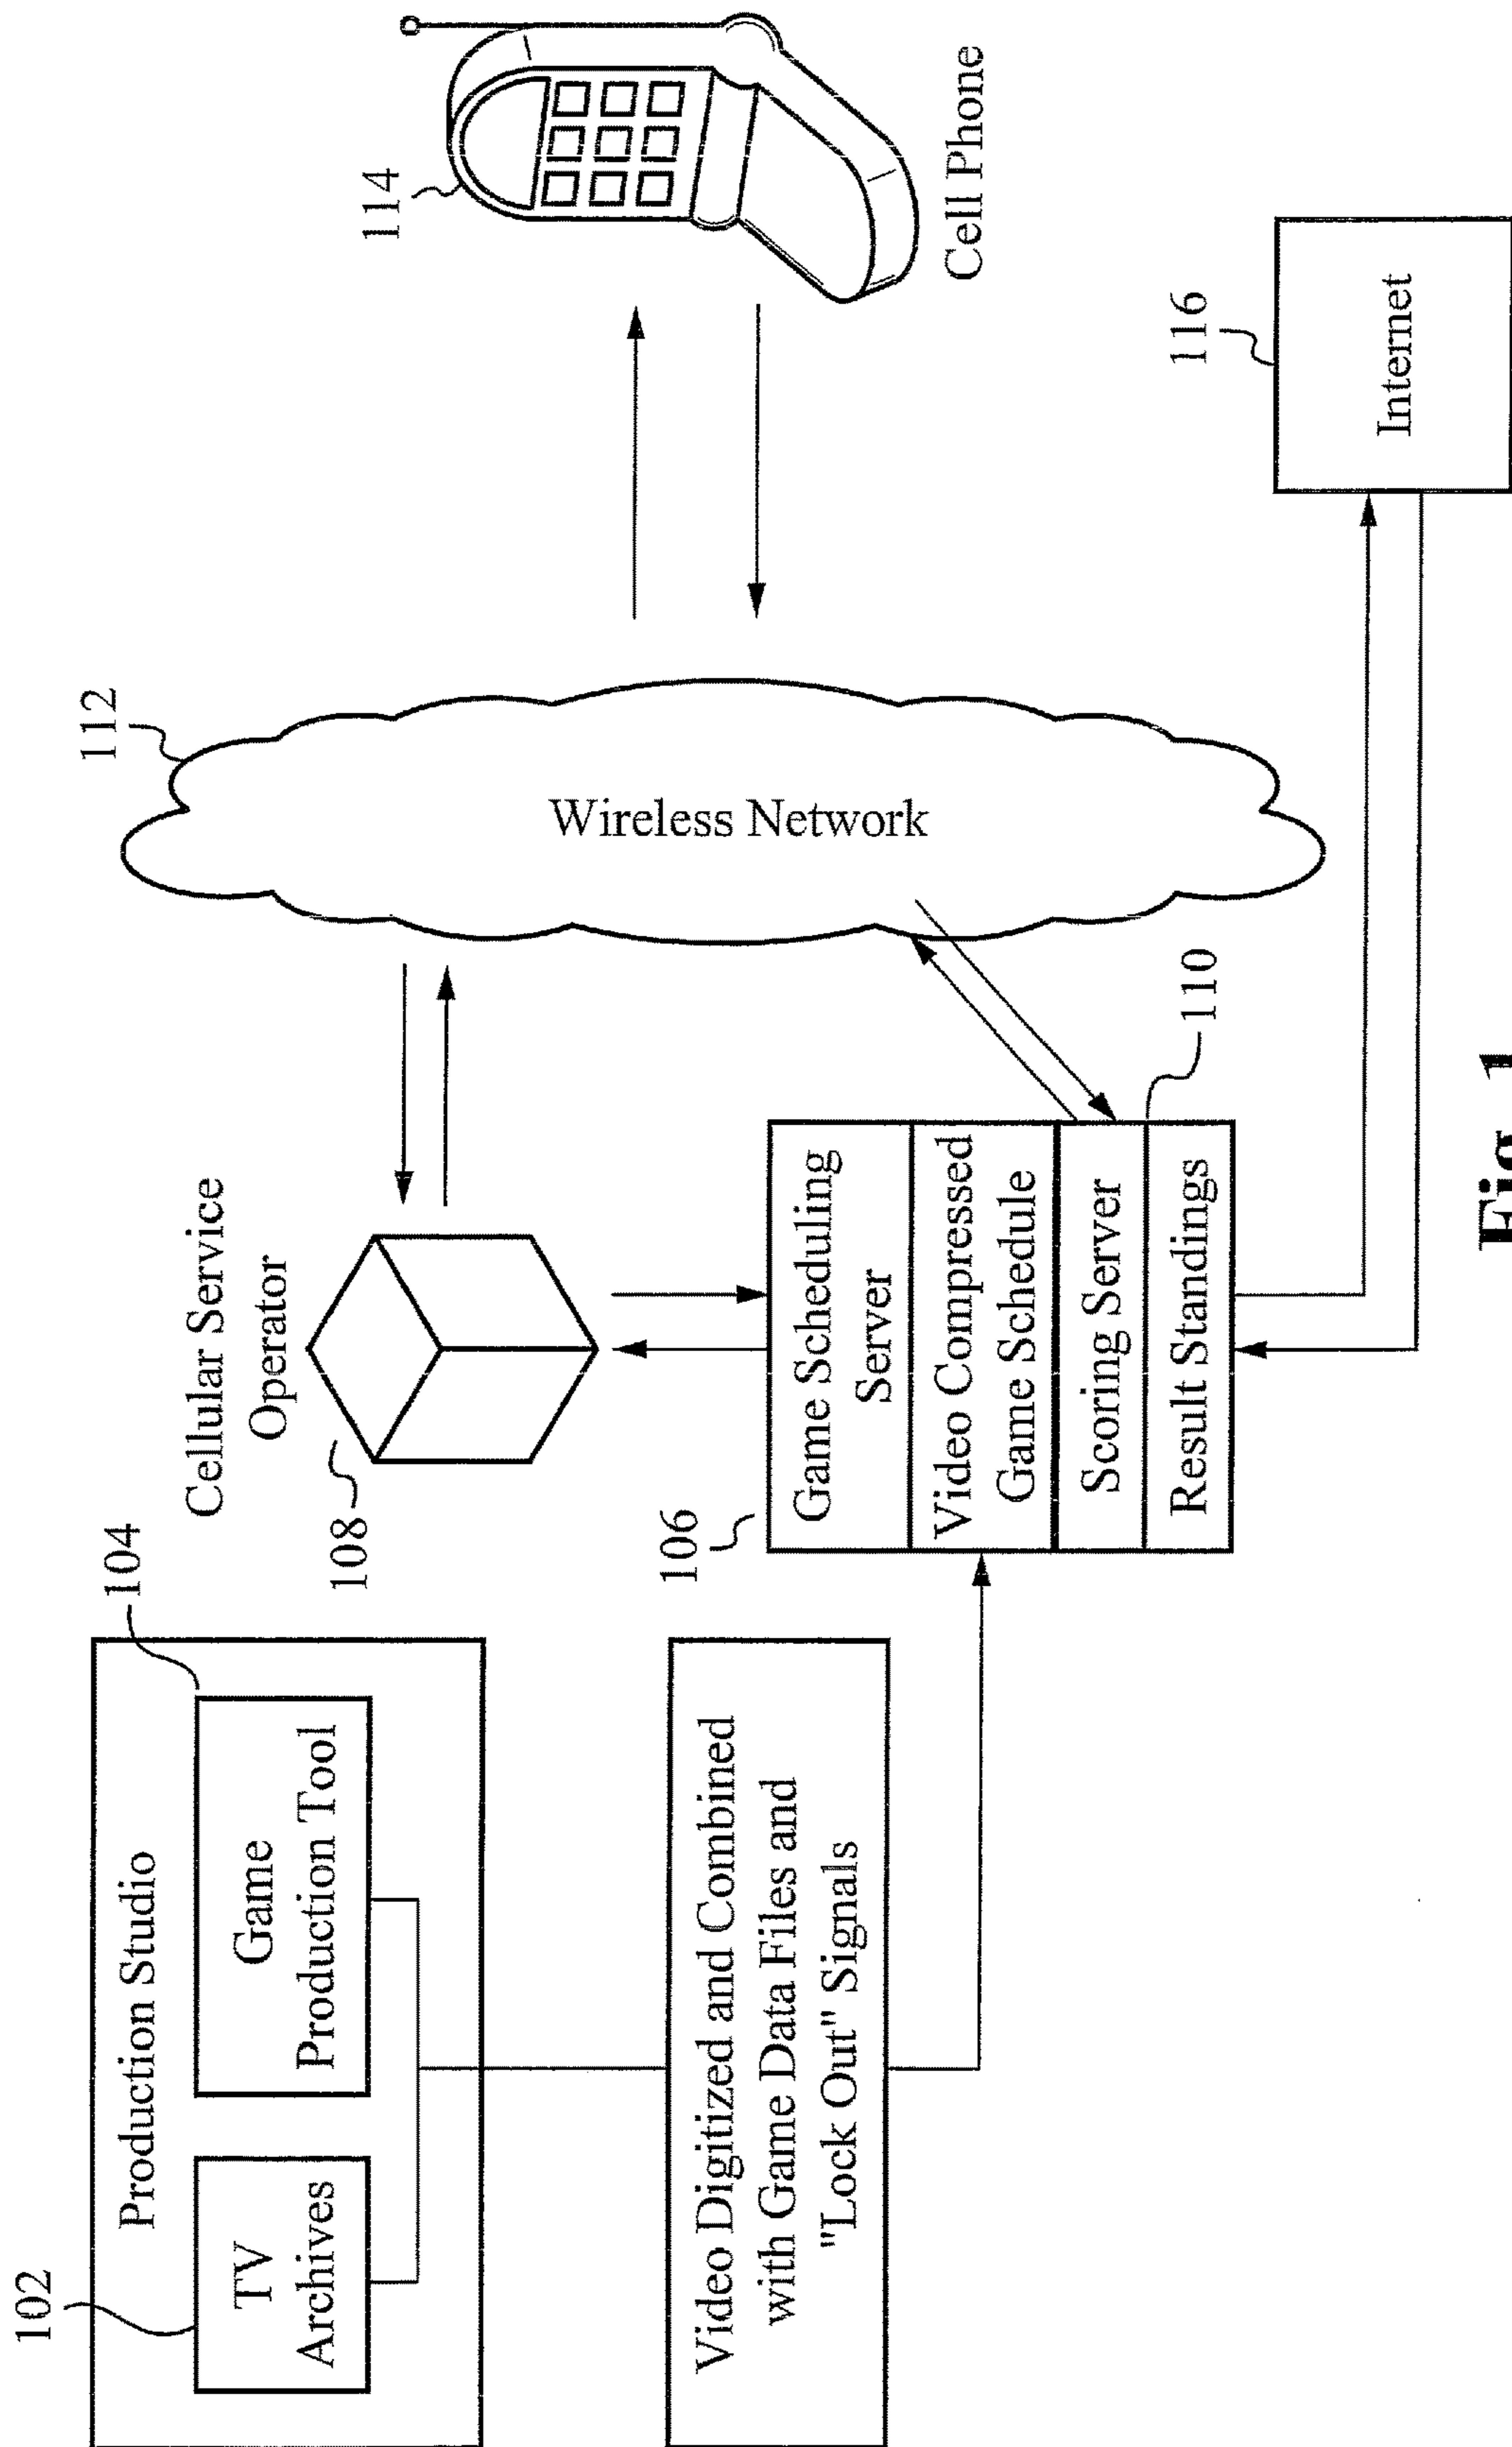 Production Studio
102
TV
Archives
104
Game
Production Tool
Video Digitized and Combined
with Game Data Files and
"Lock Out" Signals
Cellular Service
Operator
108
106
Game Scheduling
Server
Video Compressed
Game Schedule
Scoring Server
Result Standings
110
112
Wireless Network
114
Cell Phone
116
Internet
Fig. 1